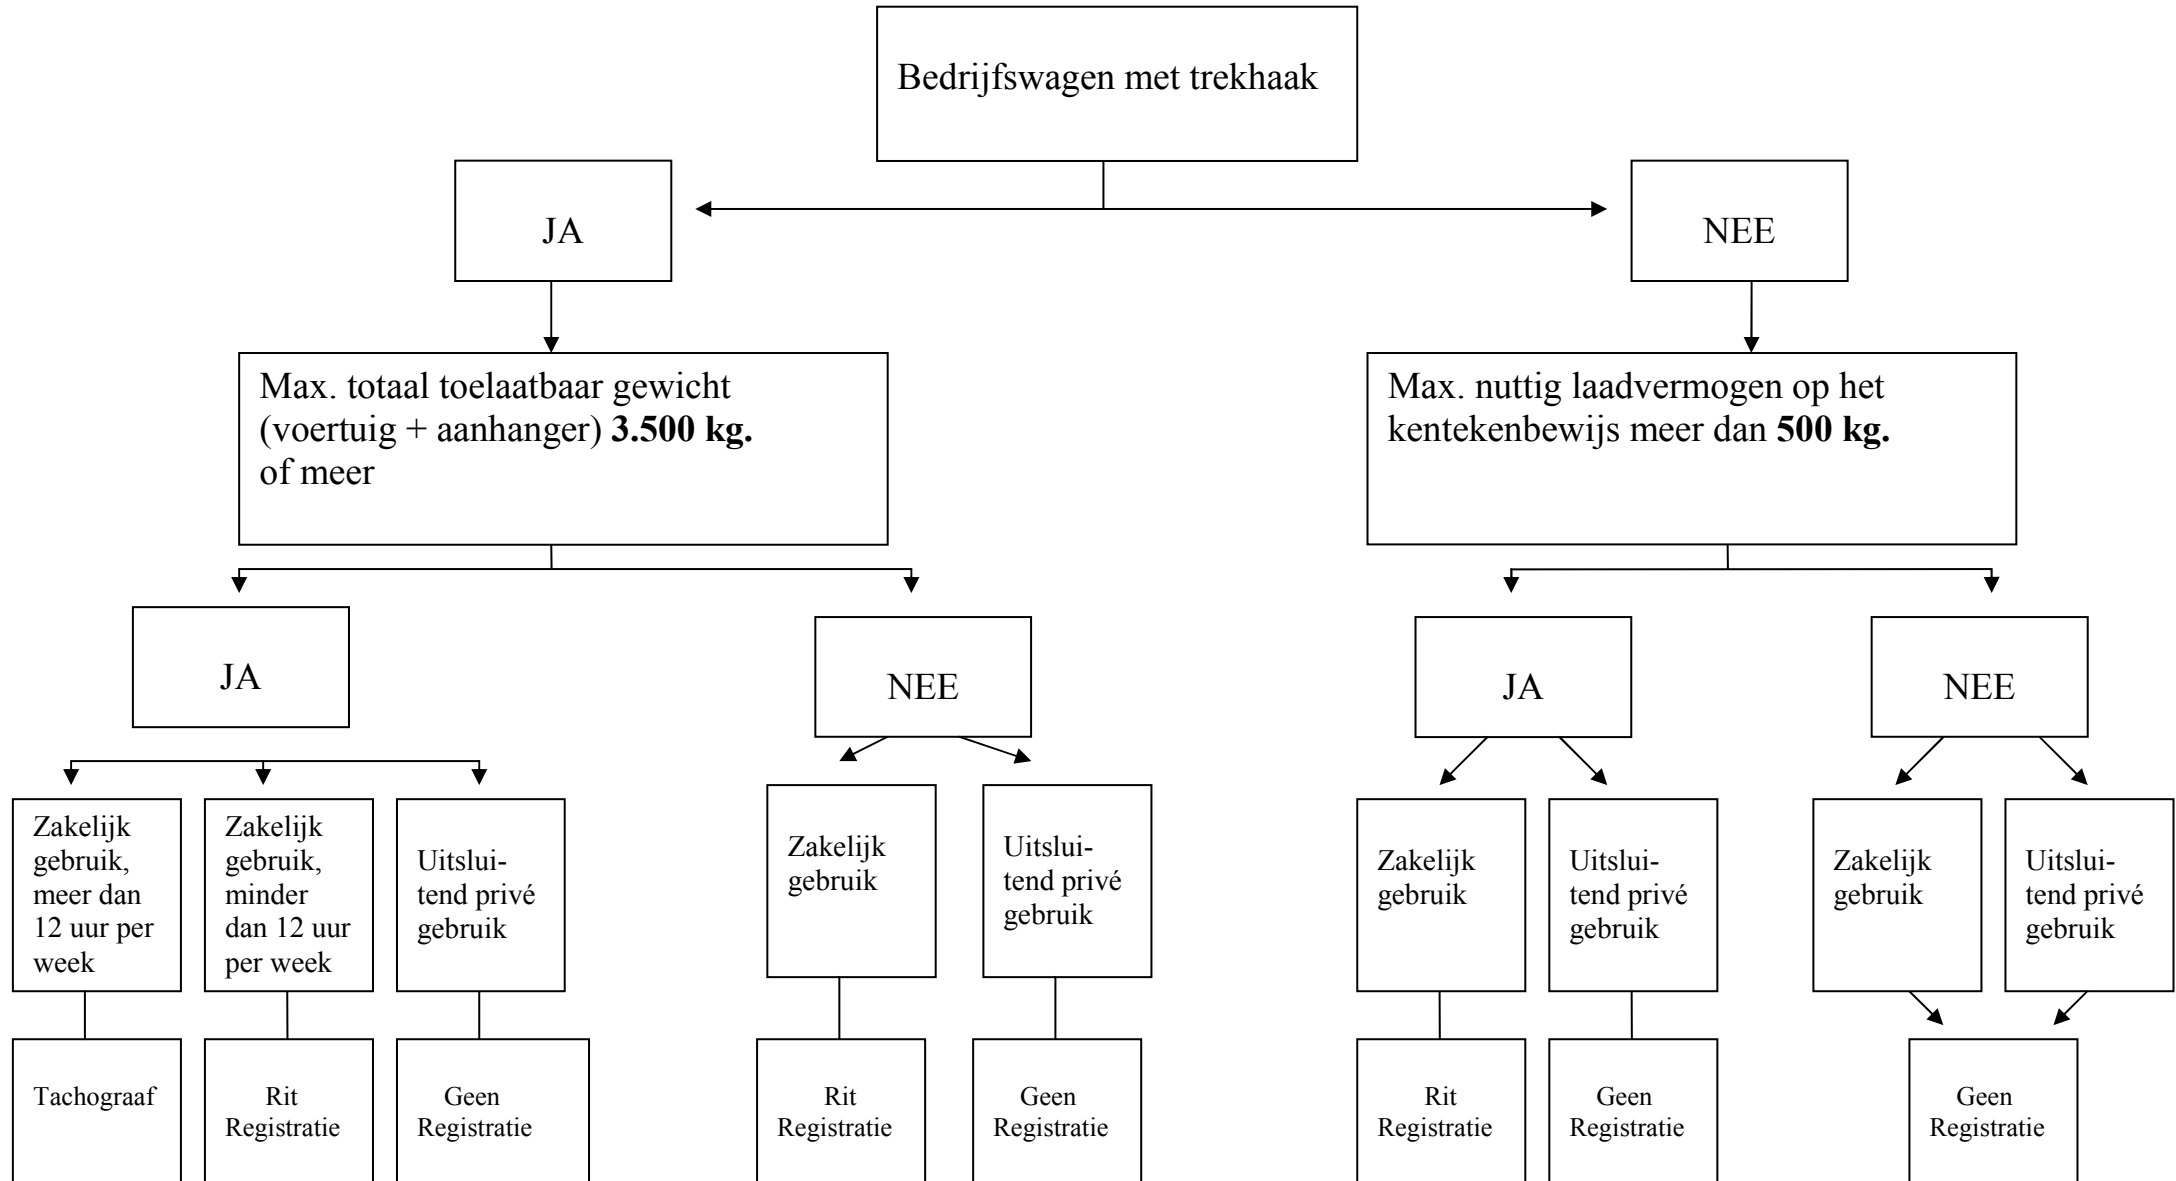 Bedrijfswagen met trekhaak
JA
NEE
Max. totaal toelaatbaar gewicht
(voertuig + aanhanger) 3.500 kg.
of meer
Max. nuttig laadvermogen op het
kentekenbewijs meer dan 500 kg.
JA
NEE
JA
NEE
Zakelijk
gebruik,
meer dan
12 uur per
week
Zakelijk
gebruik,
minder
dan 12 uur
per week
Uitslui-
tend privé
gebruik
Zakelijk
gebruik
Uitslui-
tend privé
gebruik
Zakelijk
gebruik
Uitslui-
tend privé
gebruik
Zakelijk
gebruik
Uitslui-
tend privé
gebruik
Tachograaf
Rit
Registratie
Geen
Registratie
Rit
Registratie
Geen
Registratie
Rit
Registratie
Geen
Registratie
Geen
Registratie